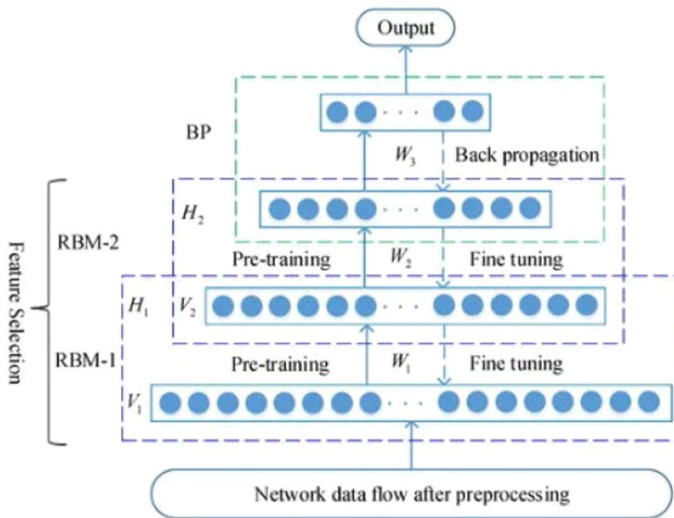 Output
BP
W₃
Back propagation
H₂
RBM-2
Pre-training
W₂
Fine tuning
H₁
V₂
Feature Selection
RBM-1
Pre-training
W₁
Fine tuning
V₁
Network data flow after preprocessing